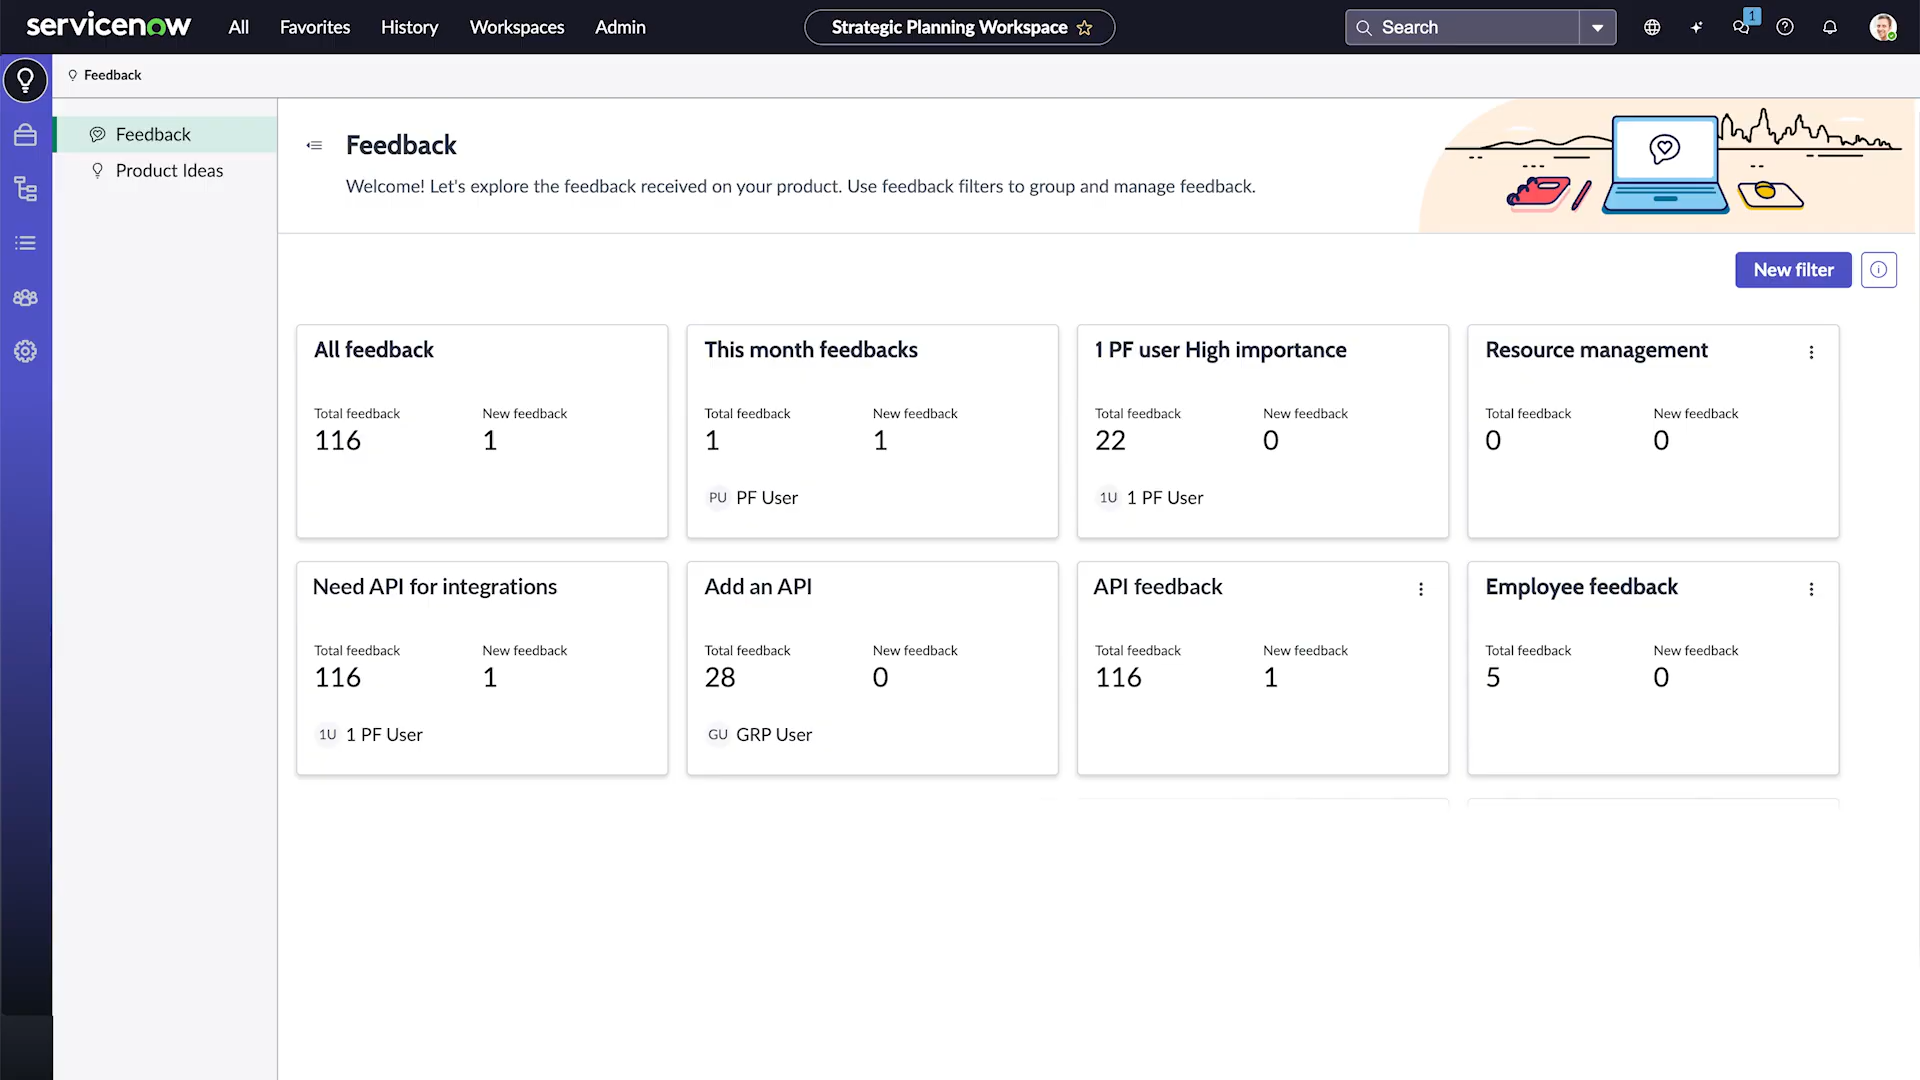 servicenow All Favorites History Workspaces Admin Strategic Planning Workspace Search 1
Feedback
Feedback
Product Ideas
Feedback
Welcome! Let's explore the feedback received on your product. Use feedback filters to group and manage feedback.
New filter
All feedback
Total feedback New feedback
116 1
This month feedbacks
Total feedback New feedback
1 1
PU PF User
1 PF user High importance
Total feedback New feedback
22 0
1U 1 PF User
Resource management
Total feedback New feedback
0 0
Need API for integrations
Total feedback New feedback
116 1
1U 1 PF User
Add an API
Total feedback New feedback
28 0
GU GRP User
API feedback
Total feedback New feedback
116 1
Employee feedback
Total feedback New feedback
5 0